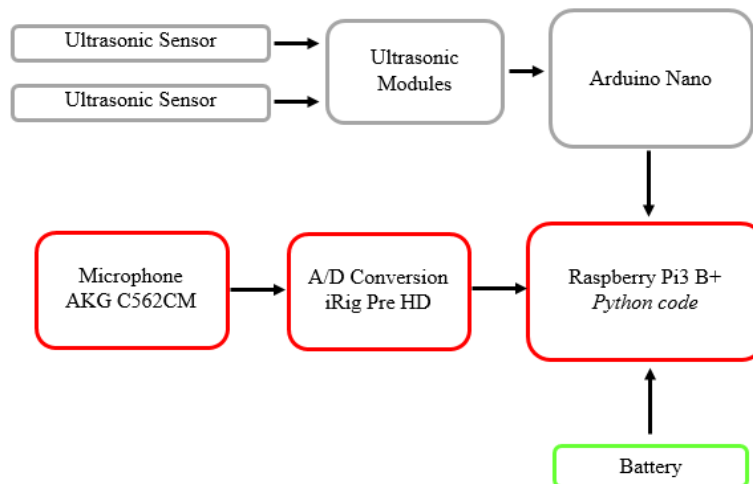 Ultrasonic Sensor
Ultrasonic Sensor
Ultrasonic
Modules
Arduino Nano
Microphone
AKG C562CM
A/D Conversion
iRig Pre HD
Raspberry Pi3 B+
Python code
Battery